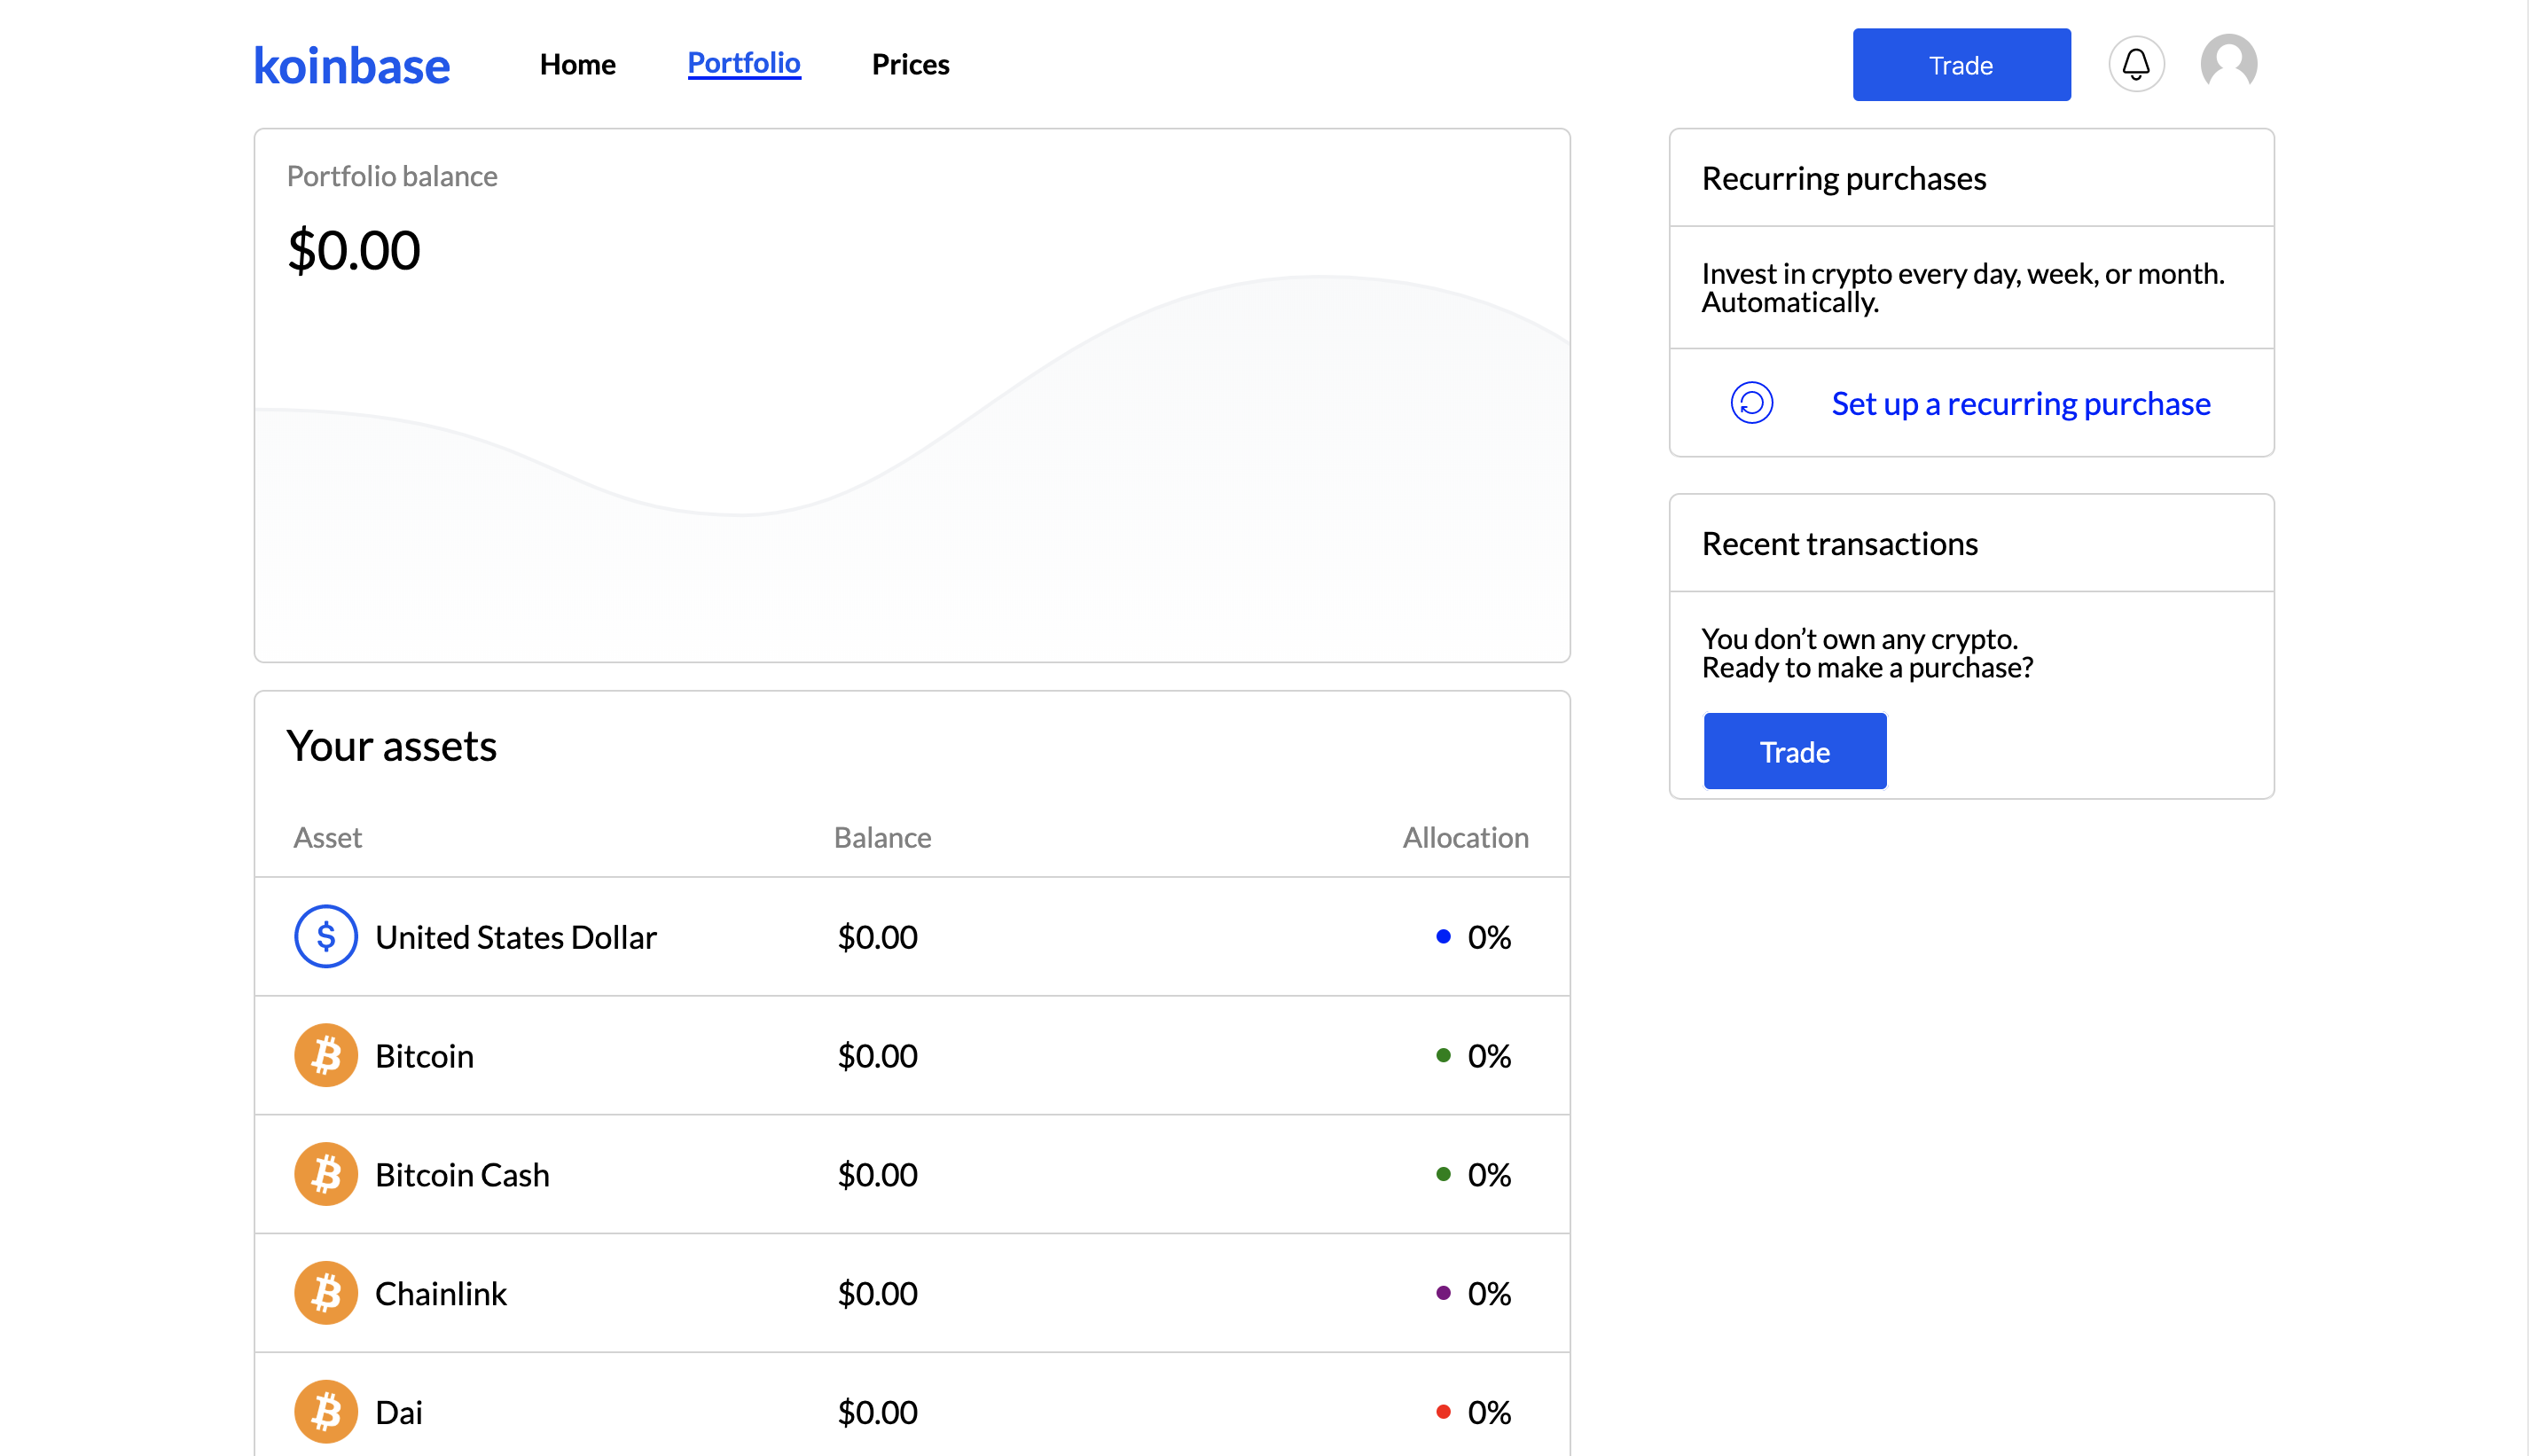 koinbase
Home
Portfolio
Prices
Trade
Portfolio balance
$0.00
Recurring purchases
Invest in crypto every day, week, or month.
Automatically.
Set up a recurring purchase
Recent transactions
You don’t own any crypto.
Ready to make a purchase?
Trade
Your assets
Asset Balance Allocation
United States Dollar $0.00 0%
Bitcoin $0.00 0%
Bitcoin Cash $0.00 0%
Chainlink $0.00 0%
Dai $0.00 0%